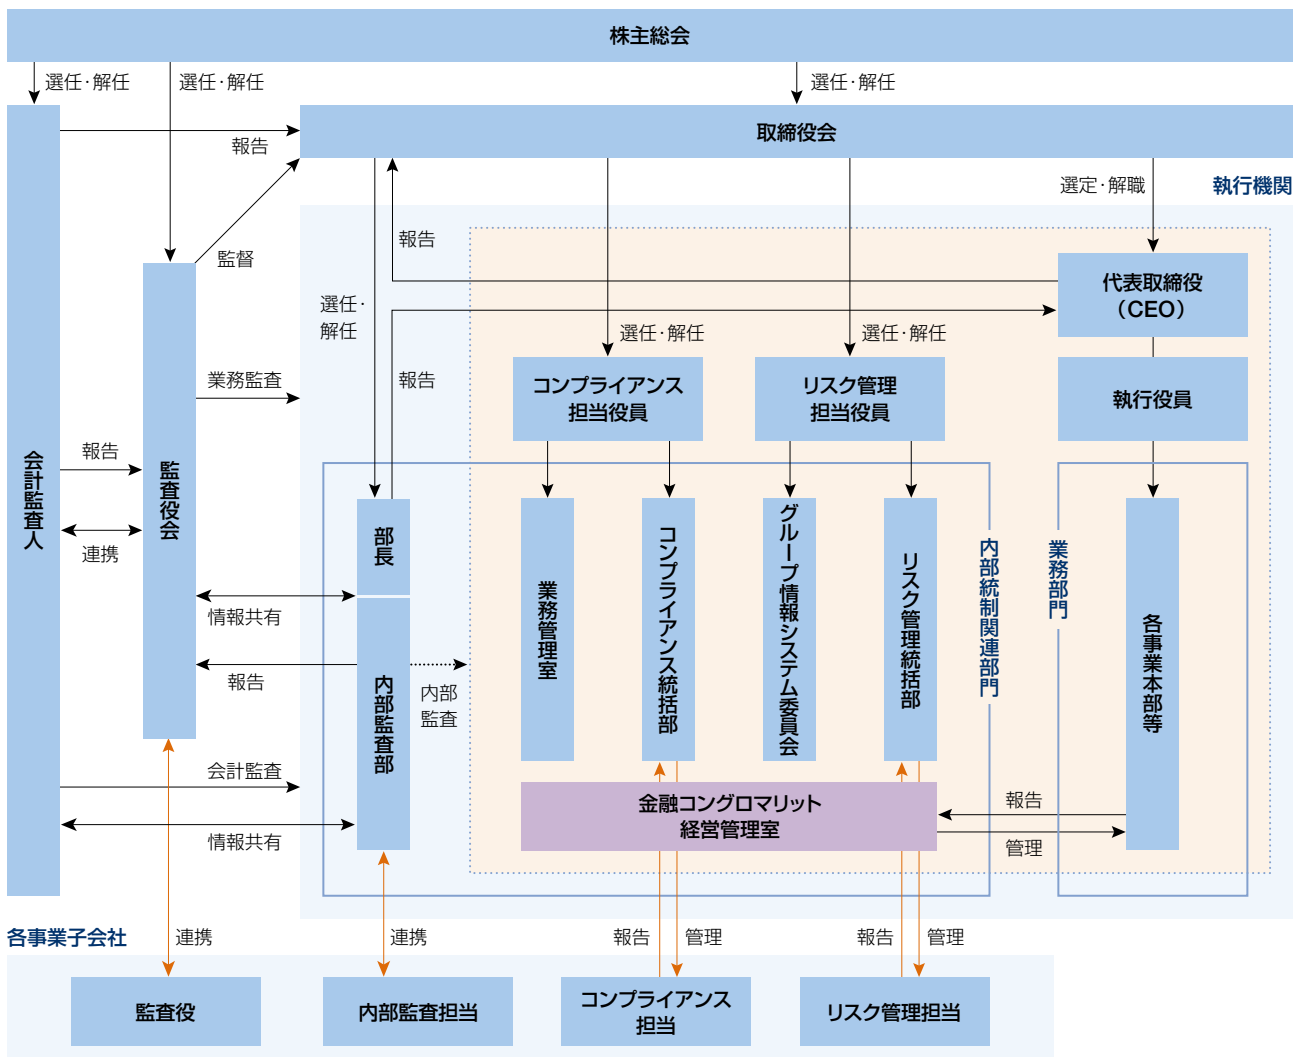 株主総会
選任･解任
選任･解任
選任･解任
取締役会
報告
選定･解職
執行機関
監督
報告
代表取締役
（CEO）
選任･
解任
選任･解任
選任･解任
業務監査
報告
コンプライアンス
担当役員
リスク管理
担当役員
執行役員
会計監査人
報告
連携
監査役会
部長
業務管理室
コンプライアンス統括部
グループ情報システム委員会
リスク管理統括部
内部統制関連部門
業務部門
各事業本部等
情報共有
報告
内部監査部
内部
監査
会計監査
情報共有
金融コングロマリット
経営管理室
報告
管理
各事業子会社
連携
連携
報告
管理
報告
管理
監査役
内部監査担当
コンプライアンス
担当
リスク管理担当